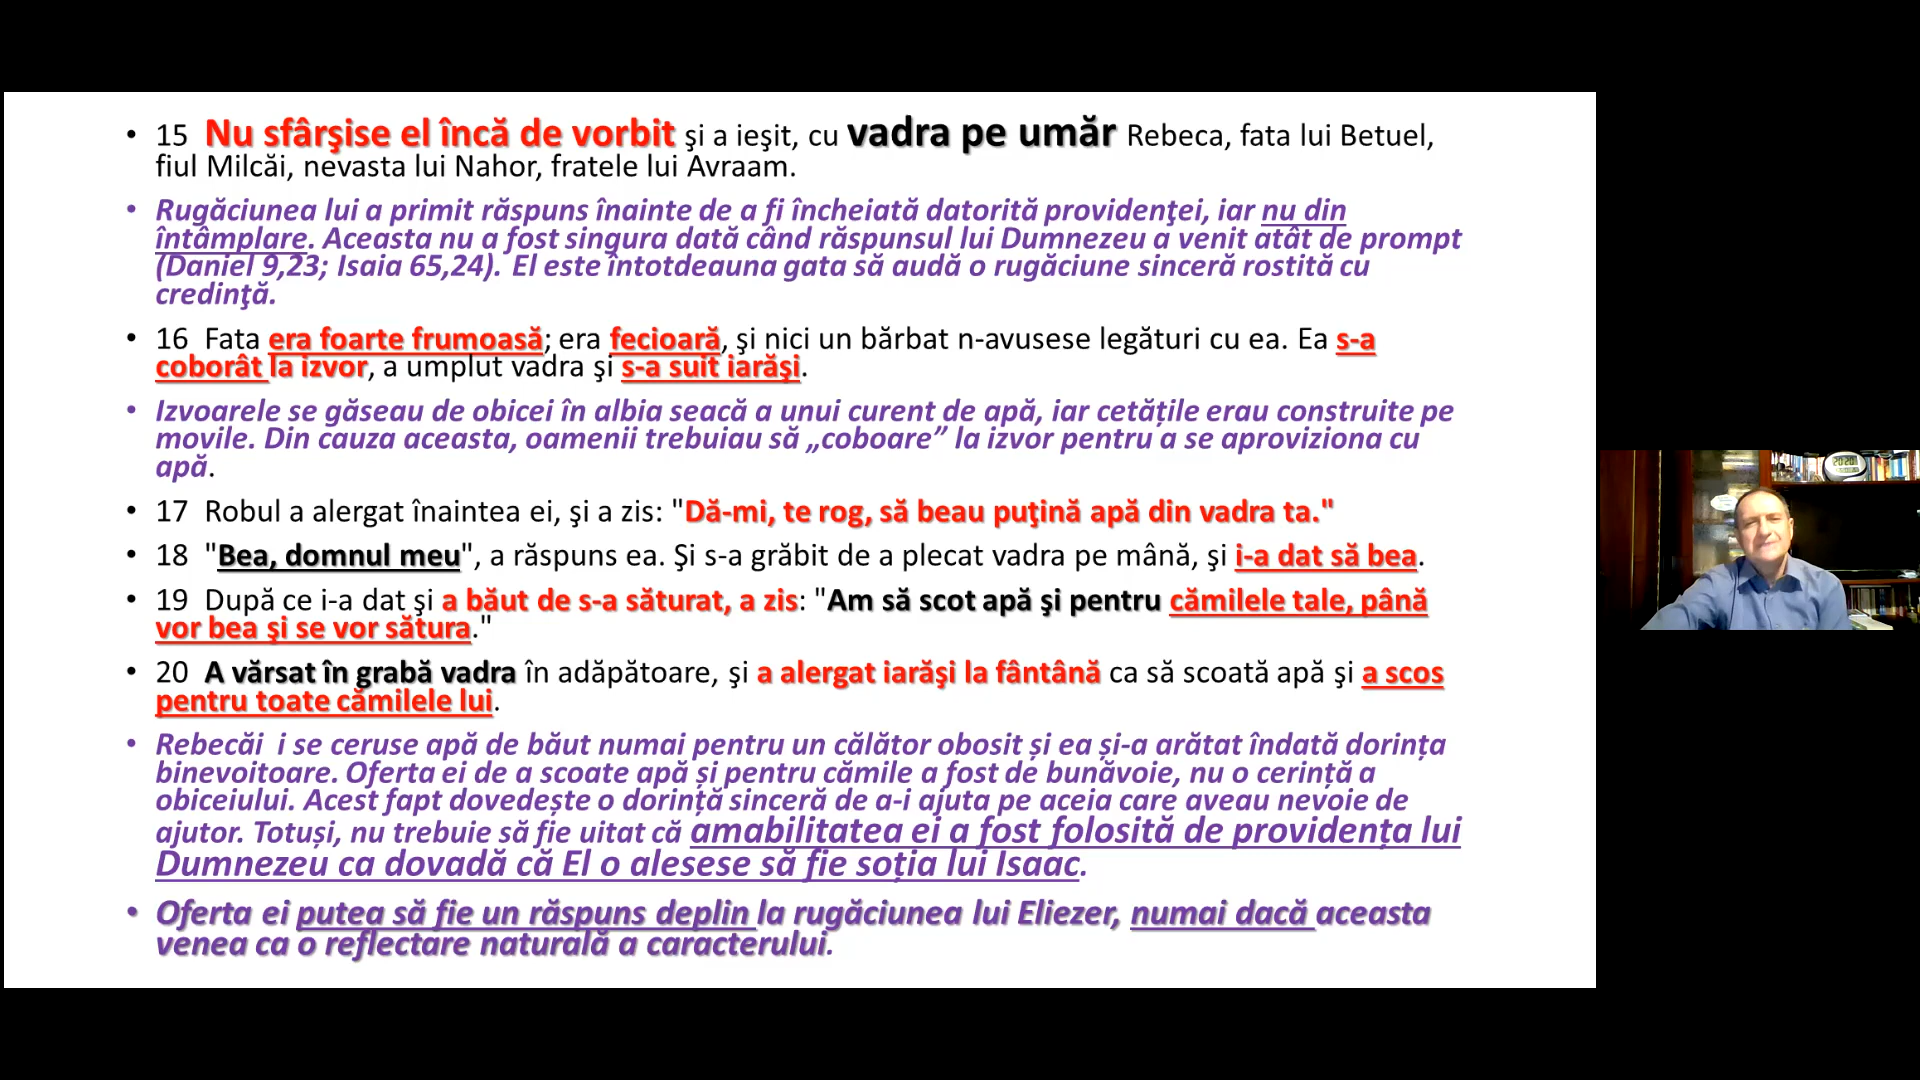 • 15 Nu sfârşise el încă de vorbit şi a ieşit, cu vadra pe umăr Rebeca, fata lui Betuel,
fiul Milcăi, nevasta lui Nahor, fratele lui Avraam.
• Rugăciunea lui a primit răspuns înainte de a fi încheiată datorită providenţei, iar nu din
întâmplare. Aceasta nu a fost singura dată când răspunsul lui Dumnezeu a venit atât de prompt
(Daniel 9,23; Isaia 65,24). El este întotdeauna gata să audă o rugăciune sinceră rostită cu
credinţă.
• 16 Fata era foarte frumoasă; era fecioară, şi nici un bărbat n-avusese legături cu ea. Ea s-a
coborât la izvor, a umplut vadra şi s-a suit iarăşi.
• Izvoarele se găseau de obicei în albia seacă a unui curent de apă, iar cetățile erau construite pe
movile. Din cauza aceasta, oamenii trebuiau să „coboare” la izvor pentru a se aproviziona cu
apă.
• 17 Robul a alergat înaintea ei, şi a zis: "Dă-mi, te rog, să beau puţină apă din vadra ta."
• 18 "Bea, domnul meu", a răspuns ea. Şi s-a grăbit de a plecat vadra pe mână, şi i-a dat să bea.
• 19 După ce i-a dat şi a băut de s-a săturat, a zis: "Am să scot apă şi pentru cămilele tale, până
vor bea şi se vor sătura."
• 20 A vărsat în grabă vadra în adăpătoare, şi a alergat iarăşi la fântână ca să scoată apă şi a scos
pentru toate cămilele lui.
• Rebecăi i se ceruse apă de băut numai pentru un călător obosit și ea și-a arătat îndată dorința
binevoitoare. Oferta ei de a scoate apă și pentru cămile a fost de bunăvoie, nu o cerință a
obiceiului. Acest fapt dovedește o dorință sinceră de a-i ajuta pe aceia care aveau nevoie de
ajutor. Totuși, nu trebuie să fie uitat că amabilitatea ei a fost folosită de providența lui
Dumnezeu ca dovadă că El o alesese să fie soția lui Isaac.
• Oferta ei putea să fie un răspuns deplin la rugăciunea lui Eliezer, numai dacă aceasta
venea ca o reflectare naturală a caracterului.
20:20